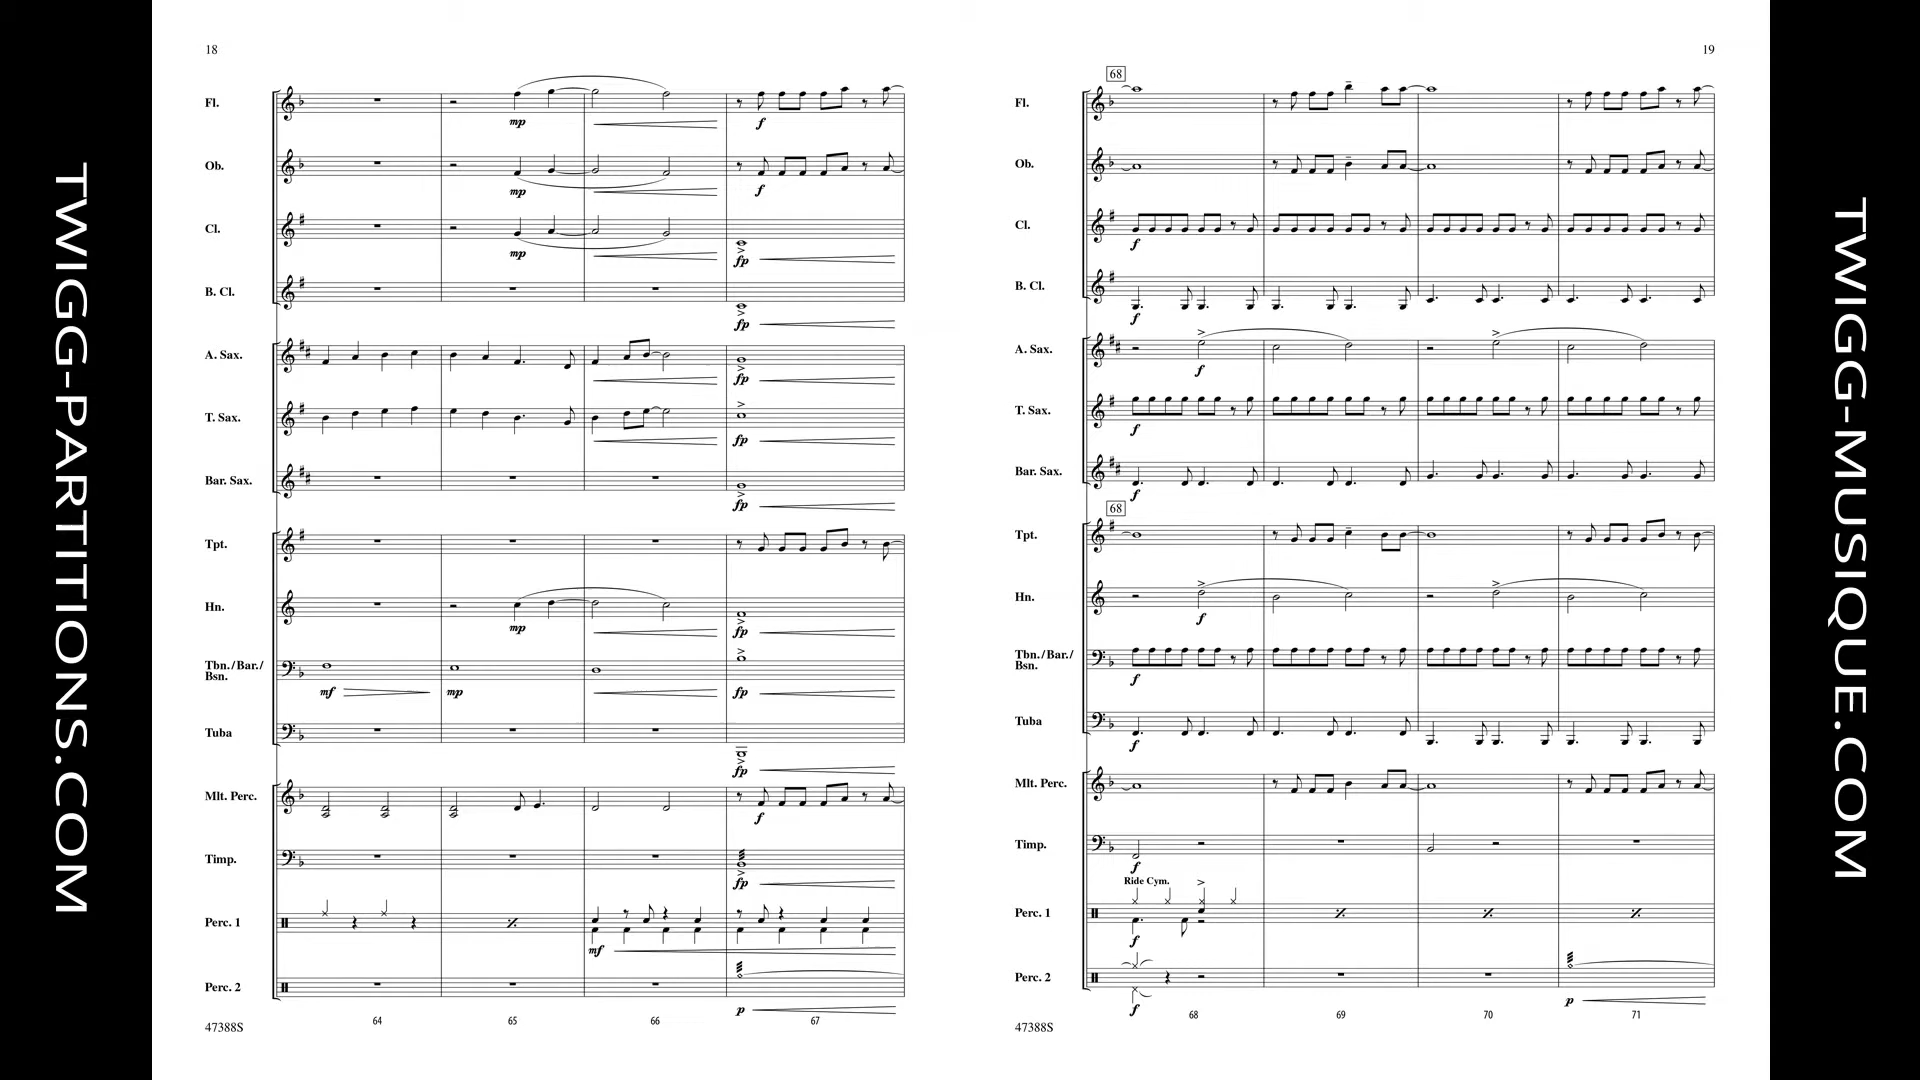 TWIGG-PARTITIONS.COM
18
Fl.
mp
f
Ob.
mp
f
Cl.
mp
fp
B. Cl.
fp
A. Sax.
fp
T. Sax.
fp
Bar. Sax.
fp
Tpt.
Hn.
mp
fp
Tbn./Bar./
Bsn.
mf
mp
fp
Tuba
fp
Mlt. Perc.
f
Timp.
fp
Perc. 1
mf
Perc. 2
p
64 65 66 67
47388S
19
68
Fl.
Ob.
Cl.
f
B. Cl.
f
A. Sax.
f
T. Sax.
f
Bar. Sax.
f
68
Tpt.
Hn.
f
Tbn./Bar./
Bsn.
f
Tuba
f
Mlt. Perc.
Timp.
f
Ride Cym.
Perc. 1
f
Perc. 2
f
p
68 69 70 71
47388S
TWIGG-MUSIQUE.COM